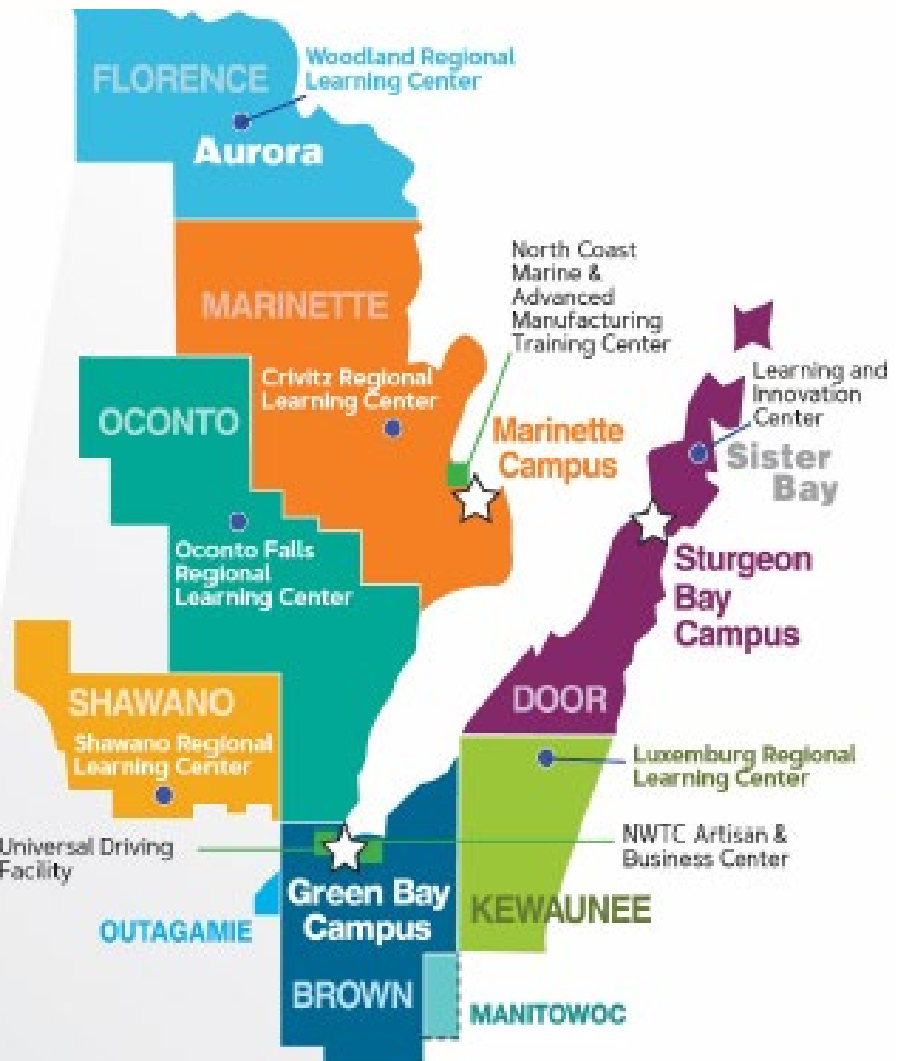 FLORENCE
Woodland Regional
Learning Center
Aurora
North Coast
Marine &
Advanced
Manufacturing
Training Center
MARINETTE
Crivitz Regional
Learning Center
Learning and
Innovation
Center
OCONTO
Marinette
Campus
Sister
Bay
Oconto Falls
Regional
Learning Center
Sturgeon
Bay
Campus
SHAWANO
DOOR
Shawano Regional
Learning Center
Luxemburg Regional
Learning Center
Universal Driving
Facility
NWTC Artisan &
Business Center
Green Bay
Campus
KEWAUNEE
OUTAGAMIE
BROWN
MANITOWOC